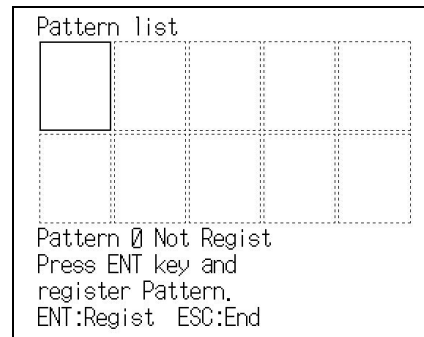 Pattern list
Pattern 0 Not Regist
Press ENT key and
register Pattern.
ENT:Regist ESC:End